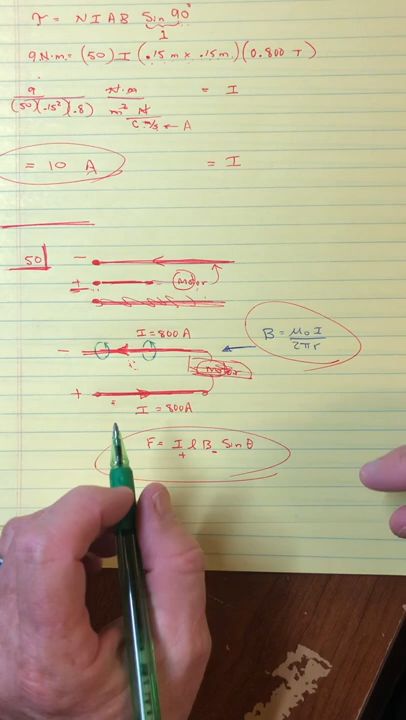 τ = N I A B Sin 90°
1
9 N·m = (50) I (.15 m × .15 m)(0.800 T)
9 / (50)(.15²)(.8) N·m / m² N / C m/s ← A = I
= 10 A = I
50
−
+ motor
I = 800 A
B = μ₀ I / 2πr
−
motor
+
I = 800A
F = I₊ l B₋ Sin θ